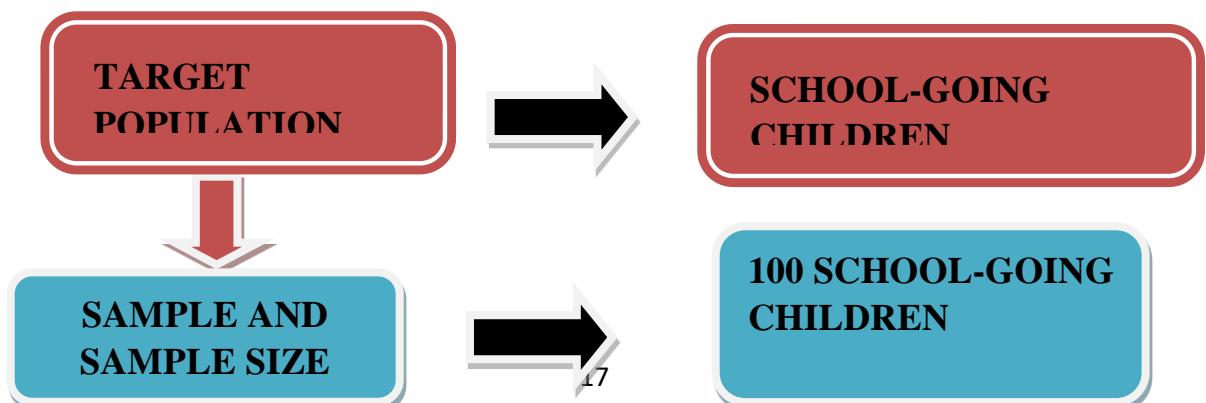 TARGET
POPULATION
SCHOOL-GOING
CHILDREN
SAMPLE AND
SAMPLE SIZE
100 SCHOOL-GOING
CHILDREN
17